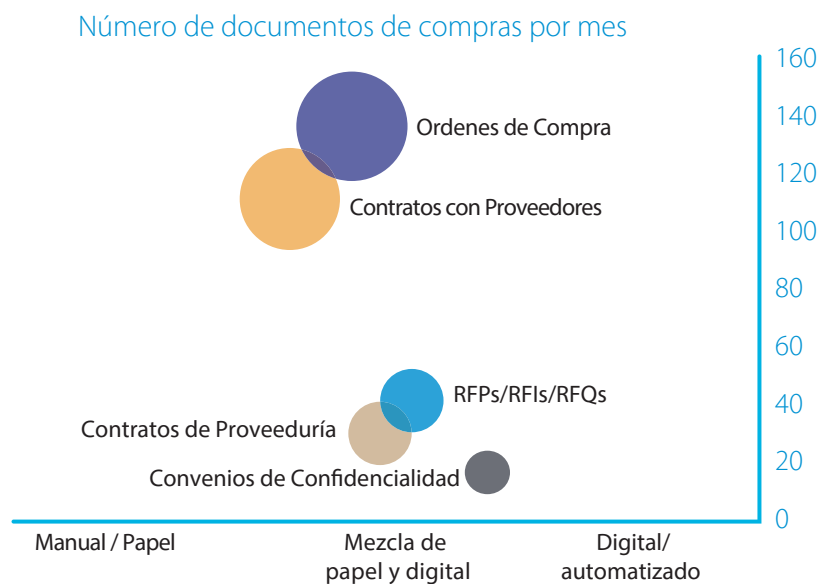 Número de documentos de compras por mes
160
140
Ordenes de Compra
120
Contratos con Proveedores
100
80
60
RFPs/RFIs/RFQs
40
Contratos de Proveeduría
20
Convenios de Confidencialidad
0
Manual / Papel
Mezcla de
papel y digital
Digital/
automatizado